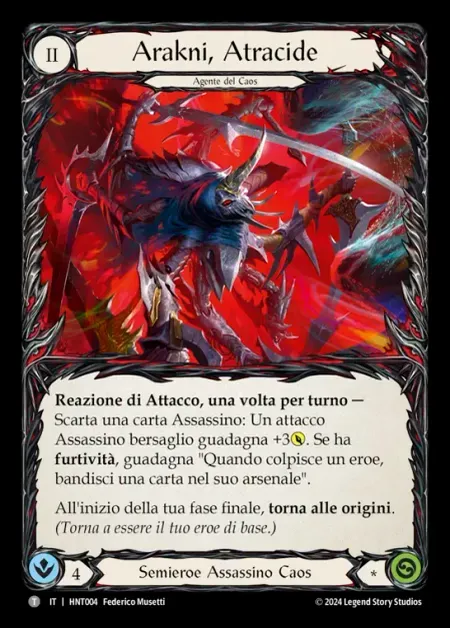 II
Arakni, Atracide
Agente del Caos
Reazione di Attacco, una volta per turno —
Scarta una carta Assassino: Un attacco
Assassino bersaglio guadagna +3. Se ha
furtività, guadagna "Quando colpisce un eroe,
bandisci una carta nel suo arsenale".
All'inizio della tua fase finale, torna alle origini.
(Torna a essere il tuo eroe di base.)
4
Semieroe Assassino Caos
*
T IT | HNT004 Federico Musetti
© 2024 Legend Story Studios